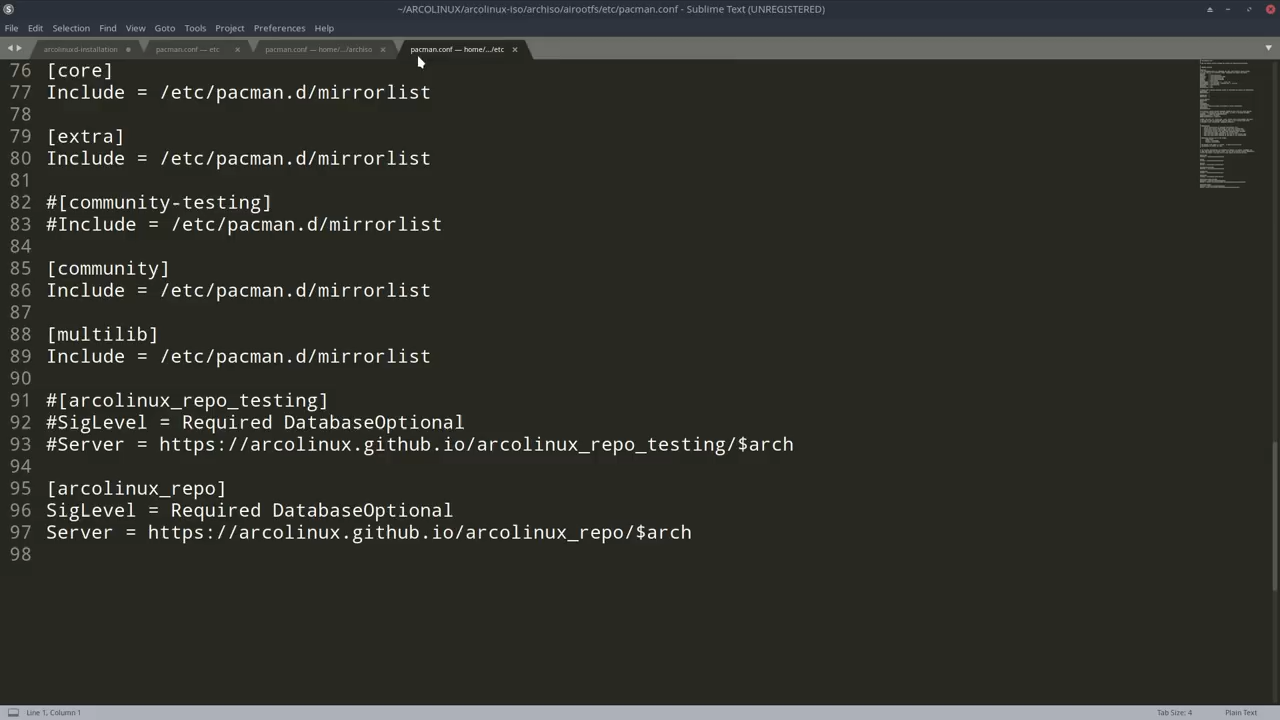 ~/ARCOLINUX/arcolinux-iso/archiso/airootfs/etc/pacman.conf - Sublime Text (UNREGISTERED)
File Edit Selection Find View Goto Tools Project Preferences Help
arcolinuxd-installation pacman.conf — etc pacman.conf — home/.../archiso pacman.conf — home/.../etc
76 [core]
77 Include = /etc/pacman.d/mirrorlist
78
79 [extra]
80 Include = /etc/pacman.d/mirrorlist
81
82 #[community-testing]
83 #Include = /etc/pacman.d/mirrorlist
84
85 [community]
86 Include = /etc/pacman.d/mirrorlist
87
88 [multilib]
89 Include = /etc/pacman.d/mirrorlist
90
91 #[arcolinux_repo_testing]
92 #SigLevel = Required DatabaseOptional
93 #Server = https://arcolinux.github.io/arcolinux_repo_testing/$arch
94
95 [arcolinux_repo]
96 SigLevel = Required DatabaseOptional
97 Server = https://arcolinux.github.io/arcolinux_repo/$arch
98
Line 1, Column 1 Tab Size: 4 Plain Text